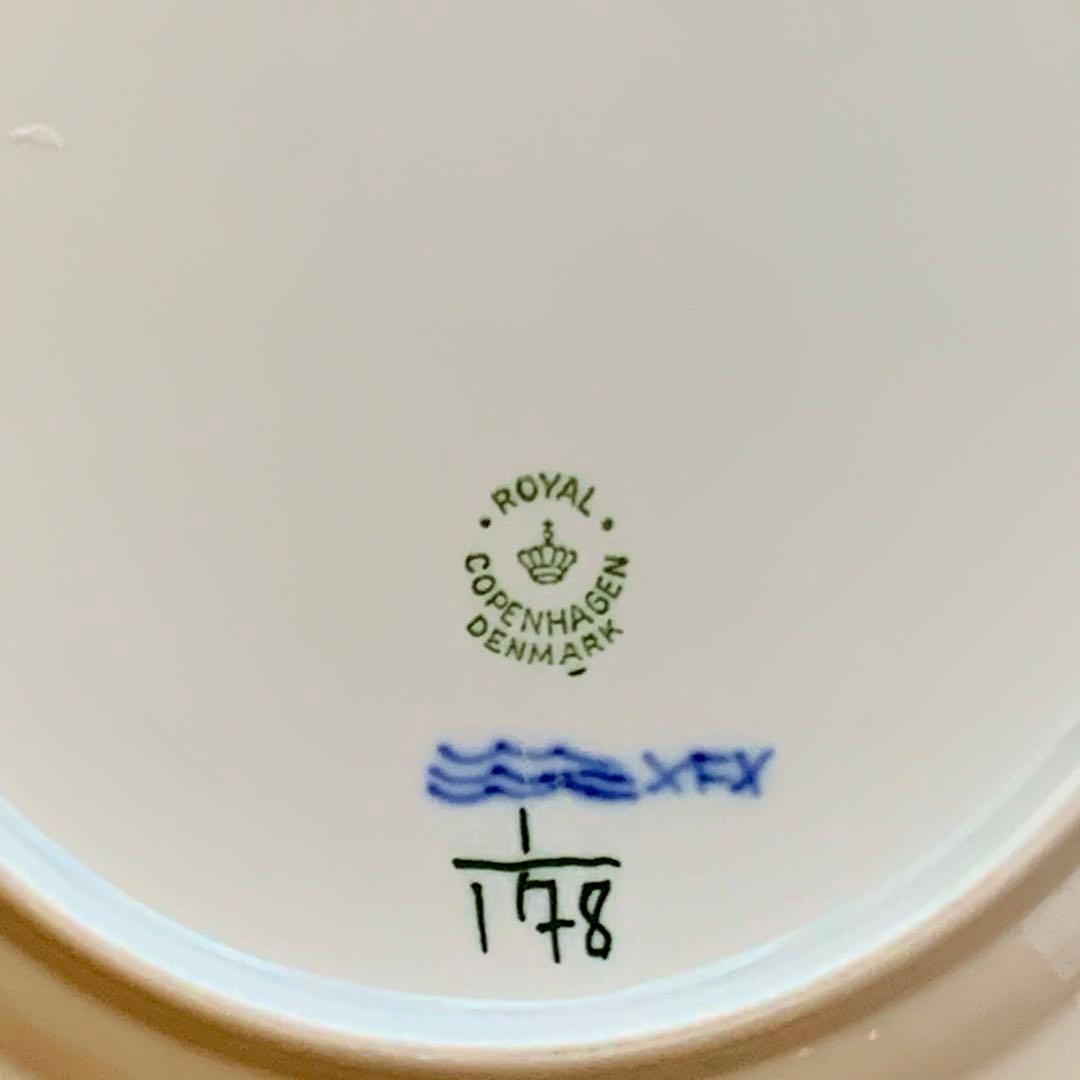 ROYAL
COPENHAGEN
DENMARK
XFX
1
178